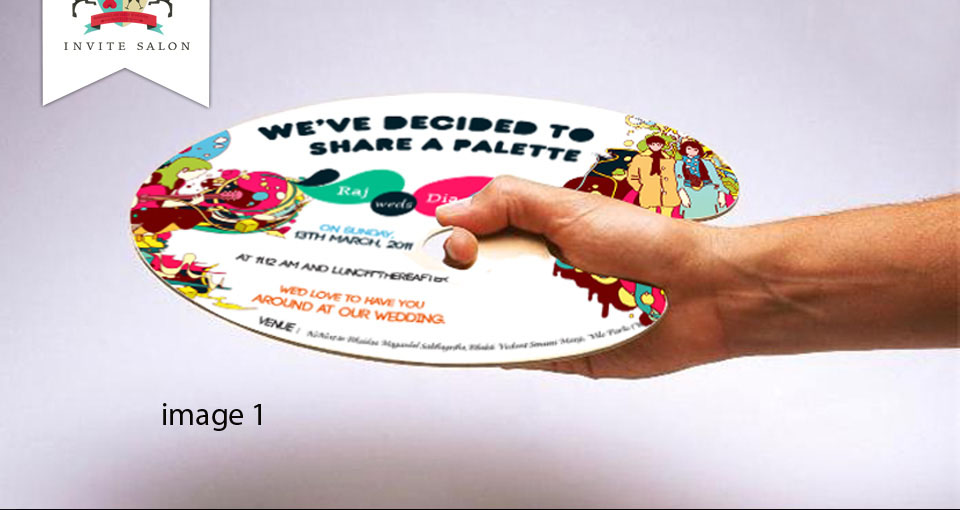 INVITE SALON
WE'VE DECIDED TO
SHARE A PALETTE
Raj
weds
ON SUNDAY,
13TH MARCH, 2011
AT 11.12 AM AND LUNCH THEREAFTER
WE'D LOVE TO HAVE YOU
AROUND AT OUR WEDDING.
VENUE :
image 1